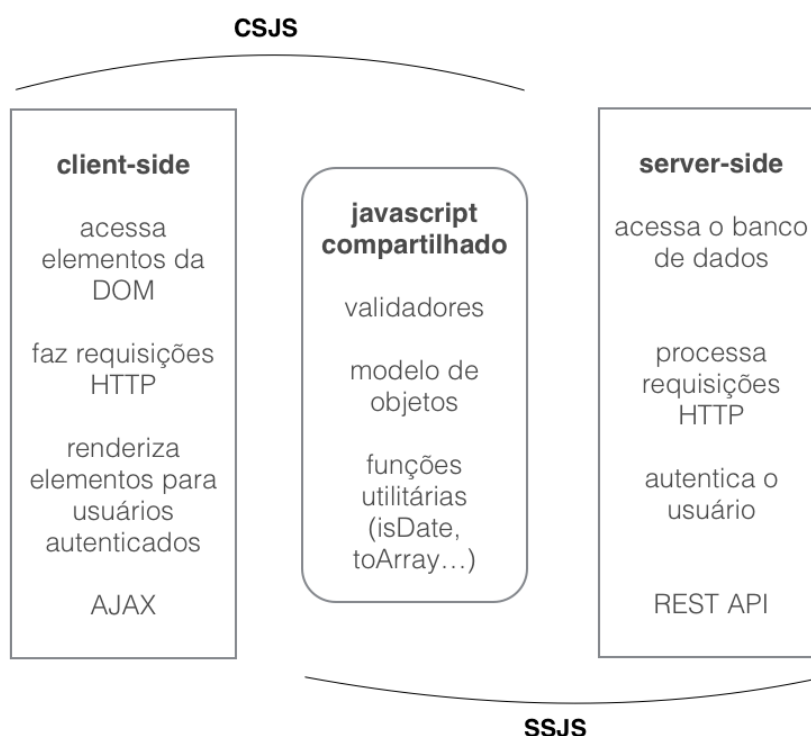 CSJS
client-side
acessa
elementos da
DOM
faz requisições
HTTP
renderiza
elementos para
usuários
autenticados
AJAX
javascript
compartilhado
validadores
modelo de
objetos
funções
utilitárias
(isDate,
toArray…)
server-side
acessa o banco
de dados
processa
requisições
HTTP
autentica o
usuário
REST API
SSJS